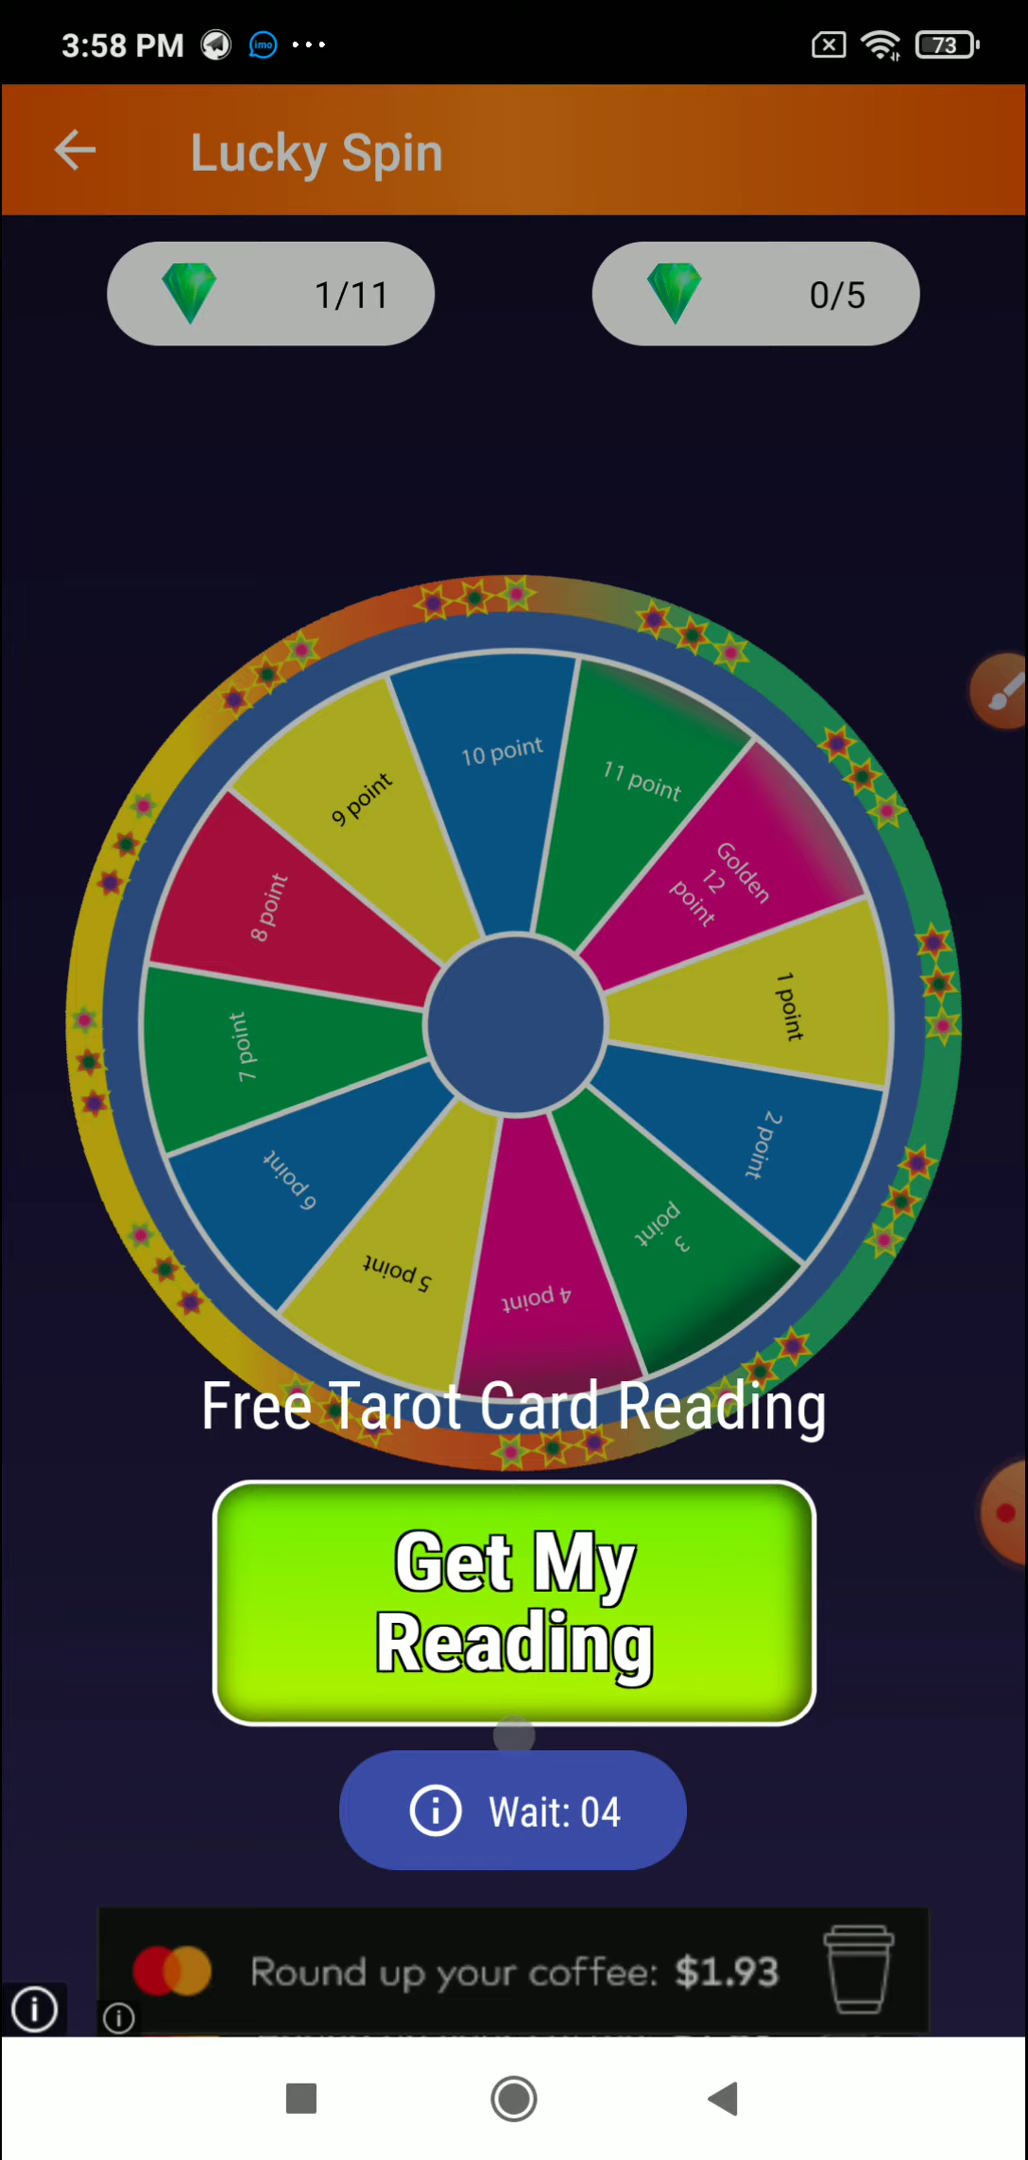 3:58 PM imo 73
Lucky Spin
1/11 0/5
10 point
11 point
9 point
Golden
12
point
8 point
1 point
7 point
2 point
6 point
3
point
5 point
4 point
Free Tarot Card Reading
Get My
Reading
Wait: 04
Round up your coffee: $1.93